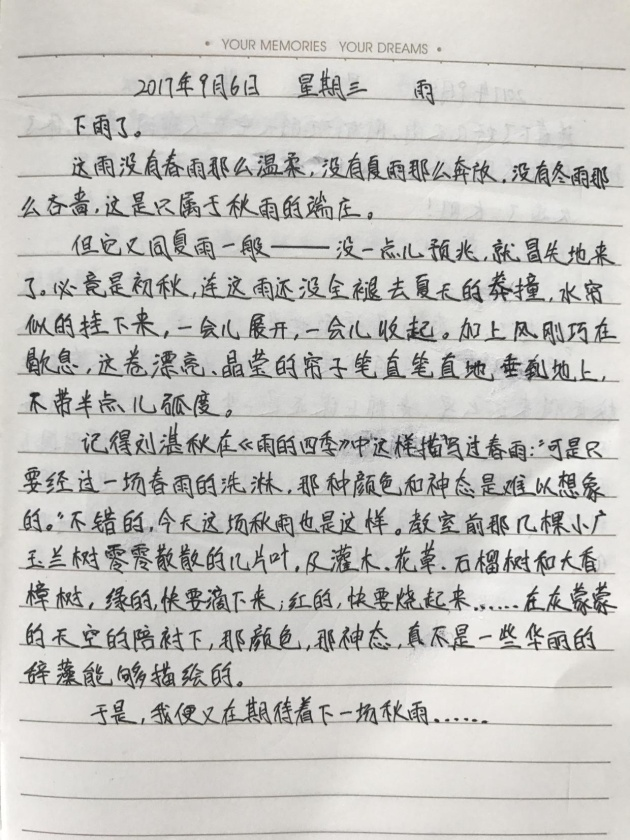 • YOUR MEMORIES YOUR DREAMS •
2017年9月6日 星期三 雨
下雨了。
这雨没有春雨那么温柔,没有夏雨那么奔放,没有冬雨那
么吝啬,这是只属于秋雨的端庄。
但它又同夏雨一般——没一点儿预兆,就冒失地来
了。必竟是初秋,连这雨还没全褪去夏天的莽撞,水帘
似的挂下来,一会儿展开,一会儿收起。加上风刚巧在
歇息,这卷漂亮、晶莹的帘子笔直笔直地垂到地上,
不带半点儿弧度。
记得刘湛秋在《雨的四季》中这样描写过春雨:“可是只
要经过一场春雨的洗淋,那种颜色和神态是难以想象
的。”不错的,今天这场秋雨也是这样。教室前那几棵小广
玉兰树零零散散的几片叶,及灌木、花草、石榴树和大香
樟树,绿的,快要滴下来;红的,快要烧起来……在灰蒙蒙
的天空的陪衬下,那颜色,那神态,真不是一些华丽的
辞藻能够描绘的。
于是,我便又在期待着下一场秋雨……